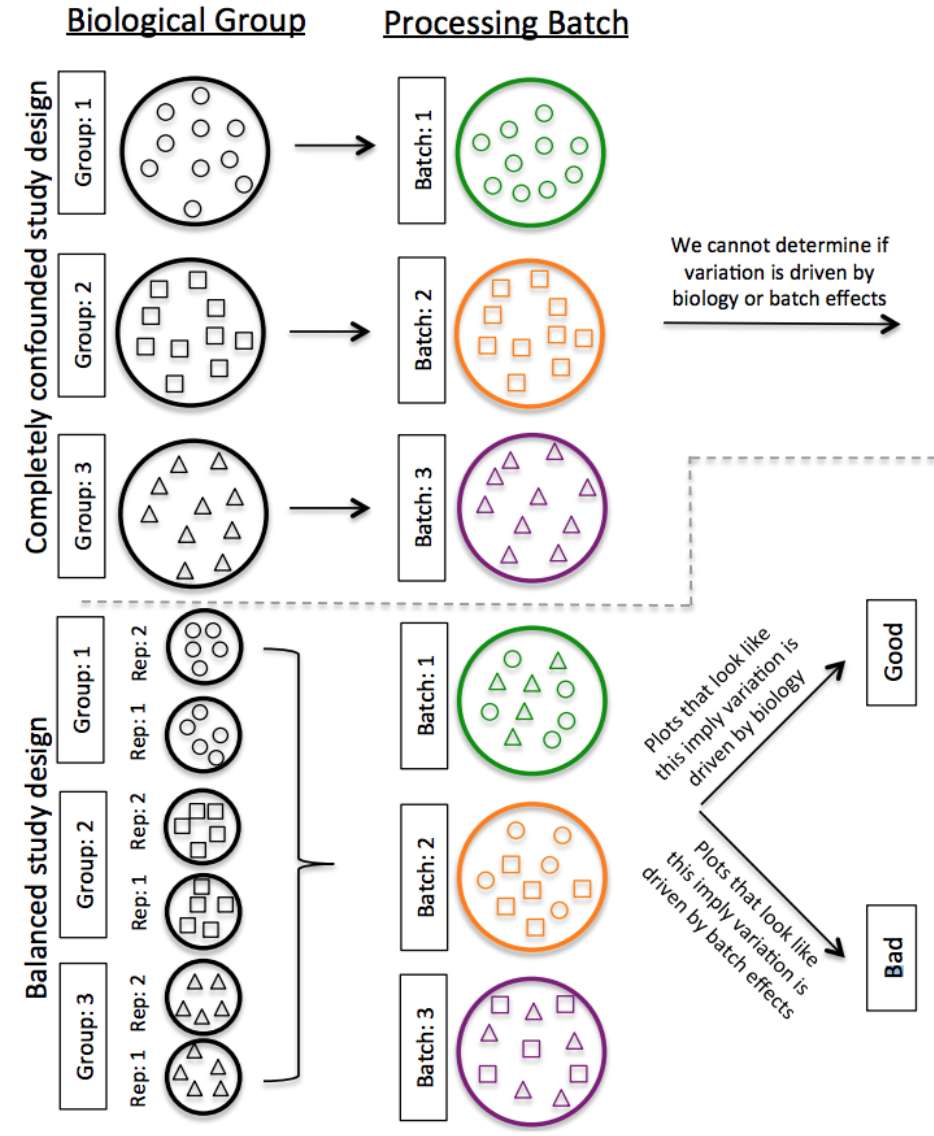 Biological Group
Processing Batch
Completely confounded study design
Group: 1
Batch: 1
Group: 2
Batch: 2
We cannot determine if
variation is driven by
biology or batch effects
Group: 3
Batch: 3
Balanced study design
Group: 1
Rep: 2
Rep: 1
Batch: 1
Group: 2
Rep: 2
Rep: 1
Batch: 2
Group: 3
Rep: 2
Rep: 1
Batch: 3
Plots that look like
this imply variation is
driven by biology
Good
Plots that look like
this imply variation is
driven by batch effects
Bad